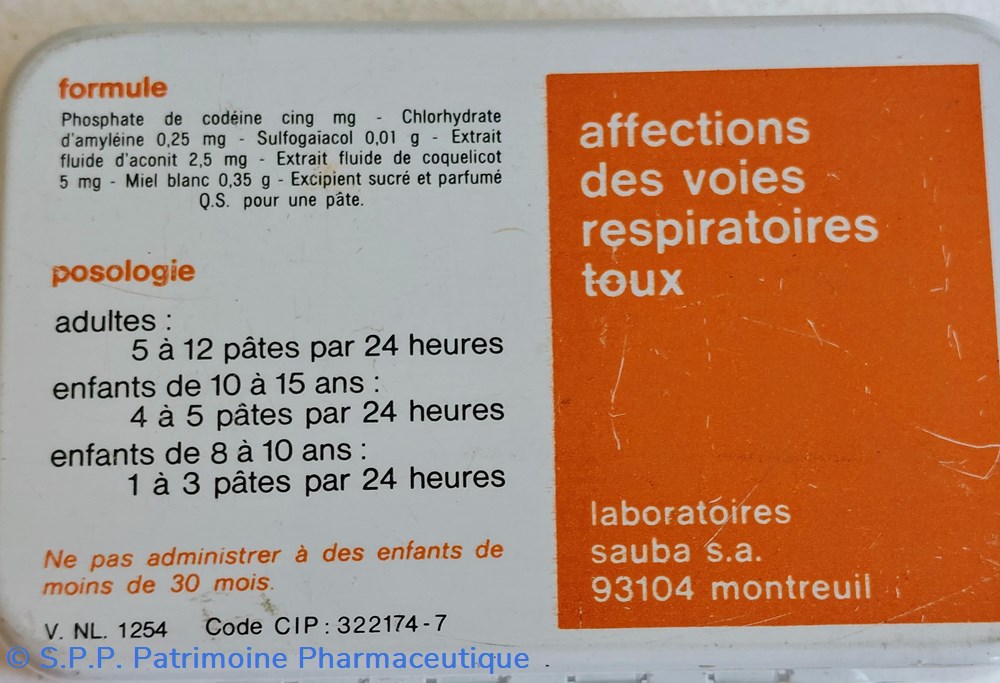 formule
Phosphate de codéine cinq mg - Chlorhydrate
d'amyléine 0,25 mg - Sulfogaïacol 0,01 g - Extrait
fluide d'aconit 2,5 mg - Extrait fluide de coquelicot
5 mg - Miel blanc 0,35 g - Excipient sucré et parfumé
Q.S. pour une pâte.
posologie
adultes :
5 à 12 pâtes par 24 heures
enfants de 10 à 15 ans :
4 à 5 pâtes par 24 heures
enfants de 8 à 10 ans :
1 à 3 pâtes par 24 heures
Ne pas administrer à des enfants de
moins de 30 mois.
V. NL. 1254 Code CIP : 322174-7
affections
des voies
respiratoires
toux
laboratoires
sauba s.a.
93104 montreuil
© S.P.P. Patrimoine Pharmaceutique